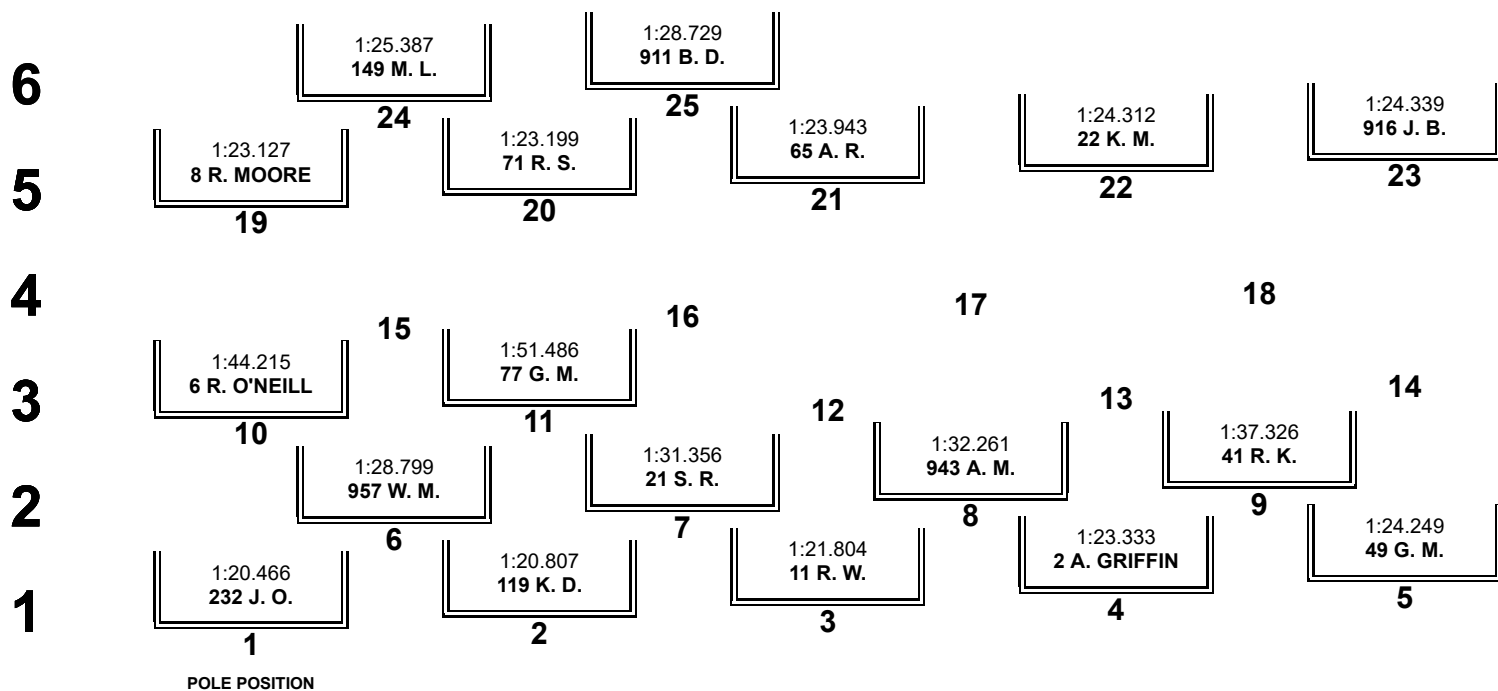 6
1:25.387
149 M. L.
24
1:28.729
911 B. D.
25
5
1:23.127
8 R. MOORE
19
1:23.199
71 R. S.
20
1:23.943
65 A. R.
21
1:24.312
22 K. M.
22
1:24.339
916 J. B.
23
4
15
16
17
18
3
1:44.215
6 R. O'NEILL
10
1:51.486
77 G. M.
11
12
13
14
2
1:28.799
957 W. M.
6
1:31.356
21 S. R.
7
1:32.261
943 A. M.
8
1:37.326
41 R. K.
9
1
1:20.466
232 J. O.
1
1:20.807
119 K. D.
2
1:21.804
11 R. W.
3
1:23.333
2 A. GRIFFIN
4
1:24.249
49 G. M.
5
POLE POSITION